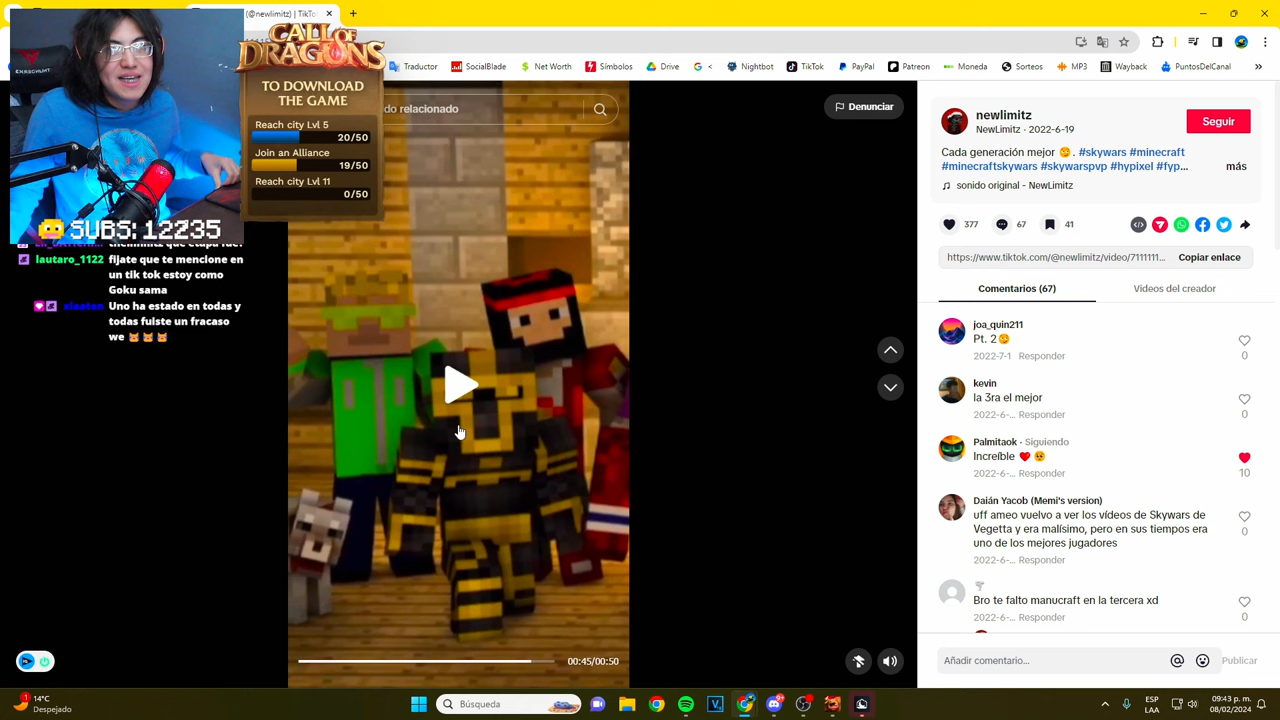 (@newlimitz) | TikT
Traductor
SocialBlade
Net Worth
Símbolos
Drive
G <
Nightbot
TikTok
PayPal
Patreon
Moneda
Sorteos
MP3
Wayback
PuntosDelCanal
CALL OF
DRAGONS
TO DOWNLOAD
THE GAME
Reach city Lvl 5
20/50
Join an Alliance
19/50
Reach city Lvl 11
0/50
SUBS: 12235
lautaro_1122 fijate que te mencione en
un tik tok estoy como
Goku sama
Uno ha estado en todas y
todas fuiste un fracaso
we
do relacionado
Denunciar
00:45/00:50
newlimitz
NewLimitz · 2022-6-19
Seguir
Cada generación mejor . #skywars #minecraft
#minecraftskywars #skywarspvp #hypixel #fyp... más
sonido original - NewLimitz
377
67
41
https://www.tiktok.com/@newlimitz/video/7111111... Copiar enlace
Comentarios (67)
Videos del creador
joa_quin211
Pt. 2
2022-7-1 Responder
0
kevin
la 3ra el mejor
2022-6-... Responder
0
Palmitaok · Siguiendo
Increíble
2022-6-... Responder
10
Daián Yacob (Memi's version)
uff ameo vuelvo a ver los vídeos de Skywars de
Vegetta y era malísimo, pero en sus tiempos era
uno de los mejores jugadores
2022-6-... Responder
0
Bro te falto manucraft en la tercera xd
2022-6-... Responder
0
Añadir comentario...
Publicar
14°C
Despejado
Búsqueda
ESP
LAA
09:43 p. m.
08/02/2024